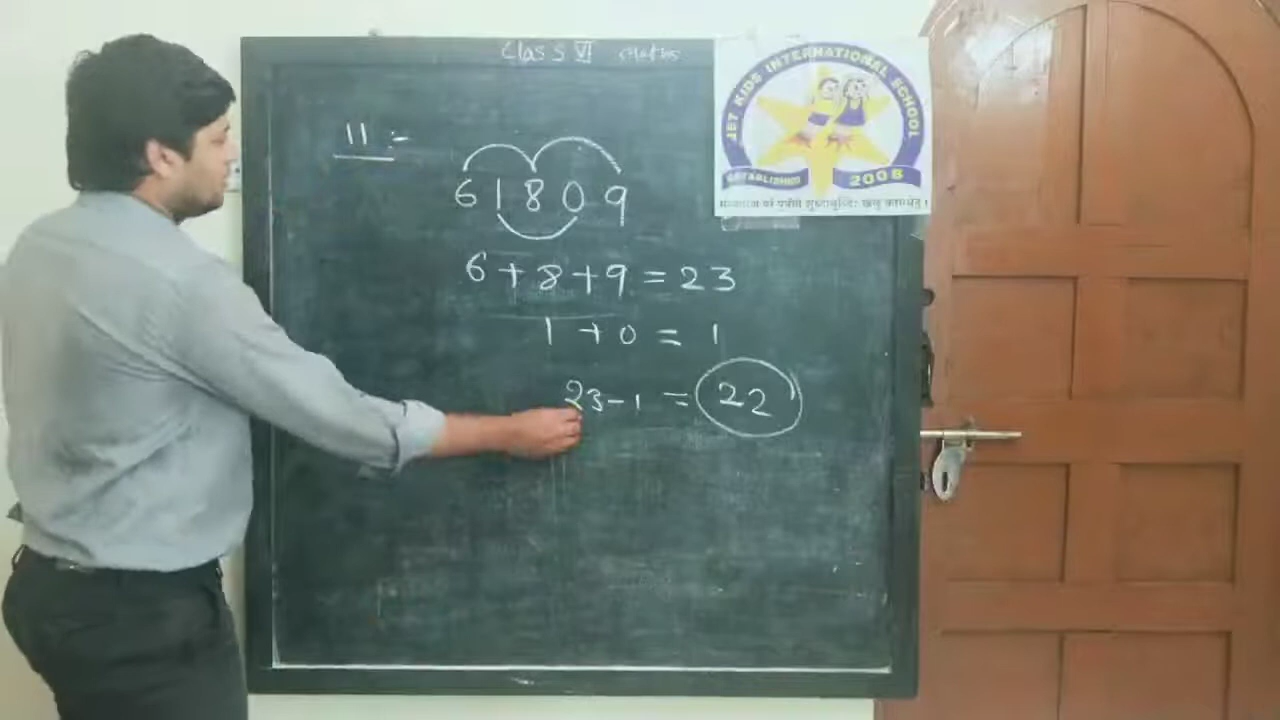 Class VI Maths
JET KIDS INTERNATIONAL SCHOOL
ESTABLISHED 2008
11 :-
6 1 8 0 9
6 + 8 + 9 = 23
1 + 0 = 1
23 - 1 = 22